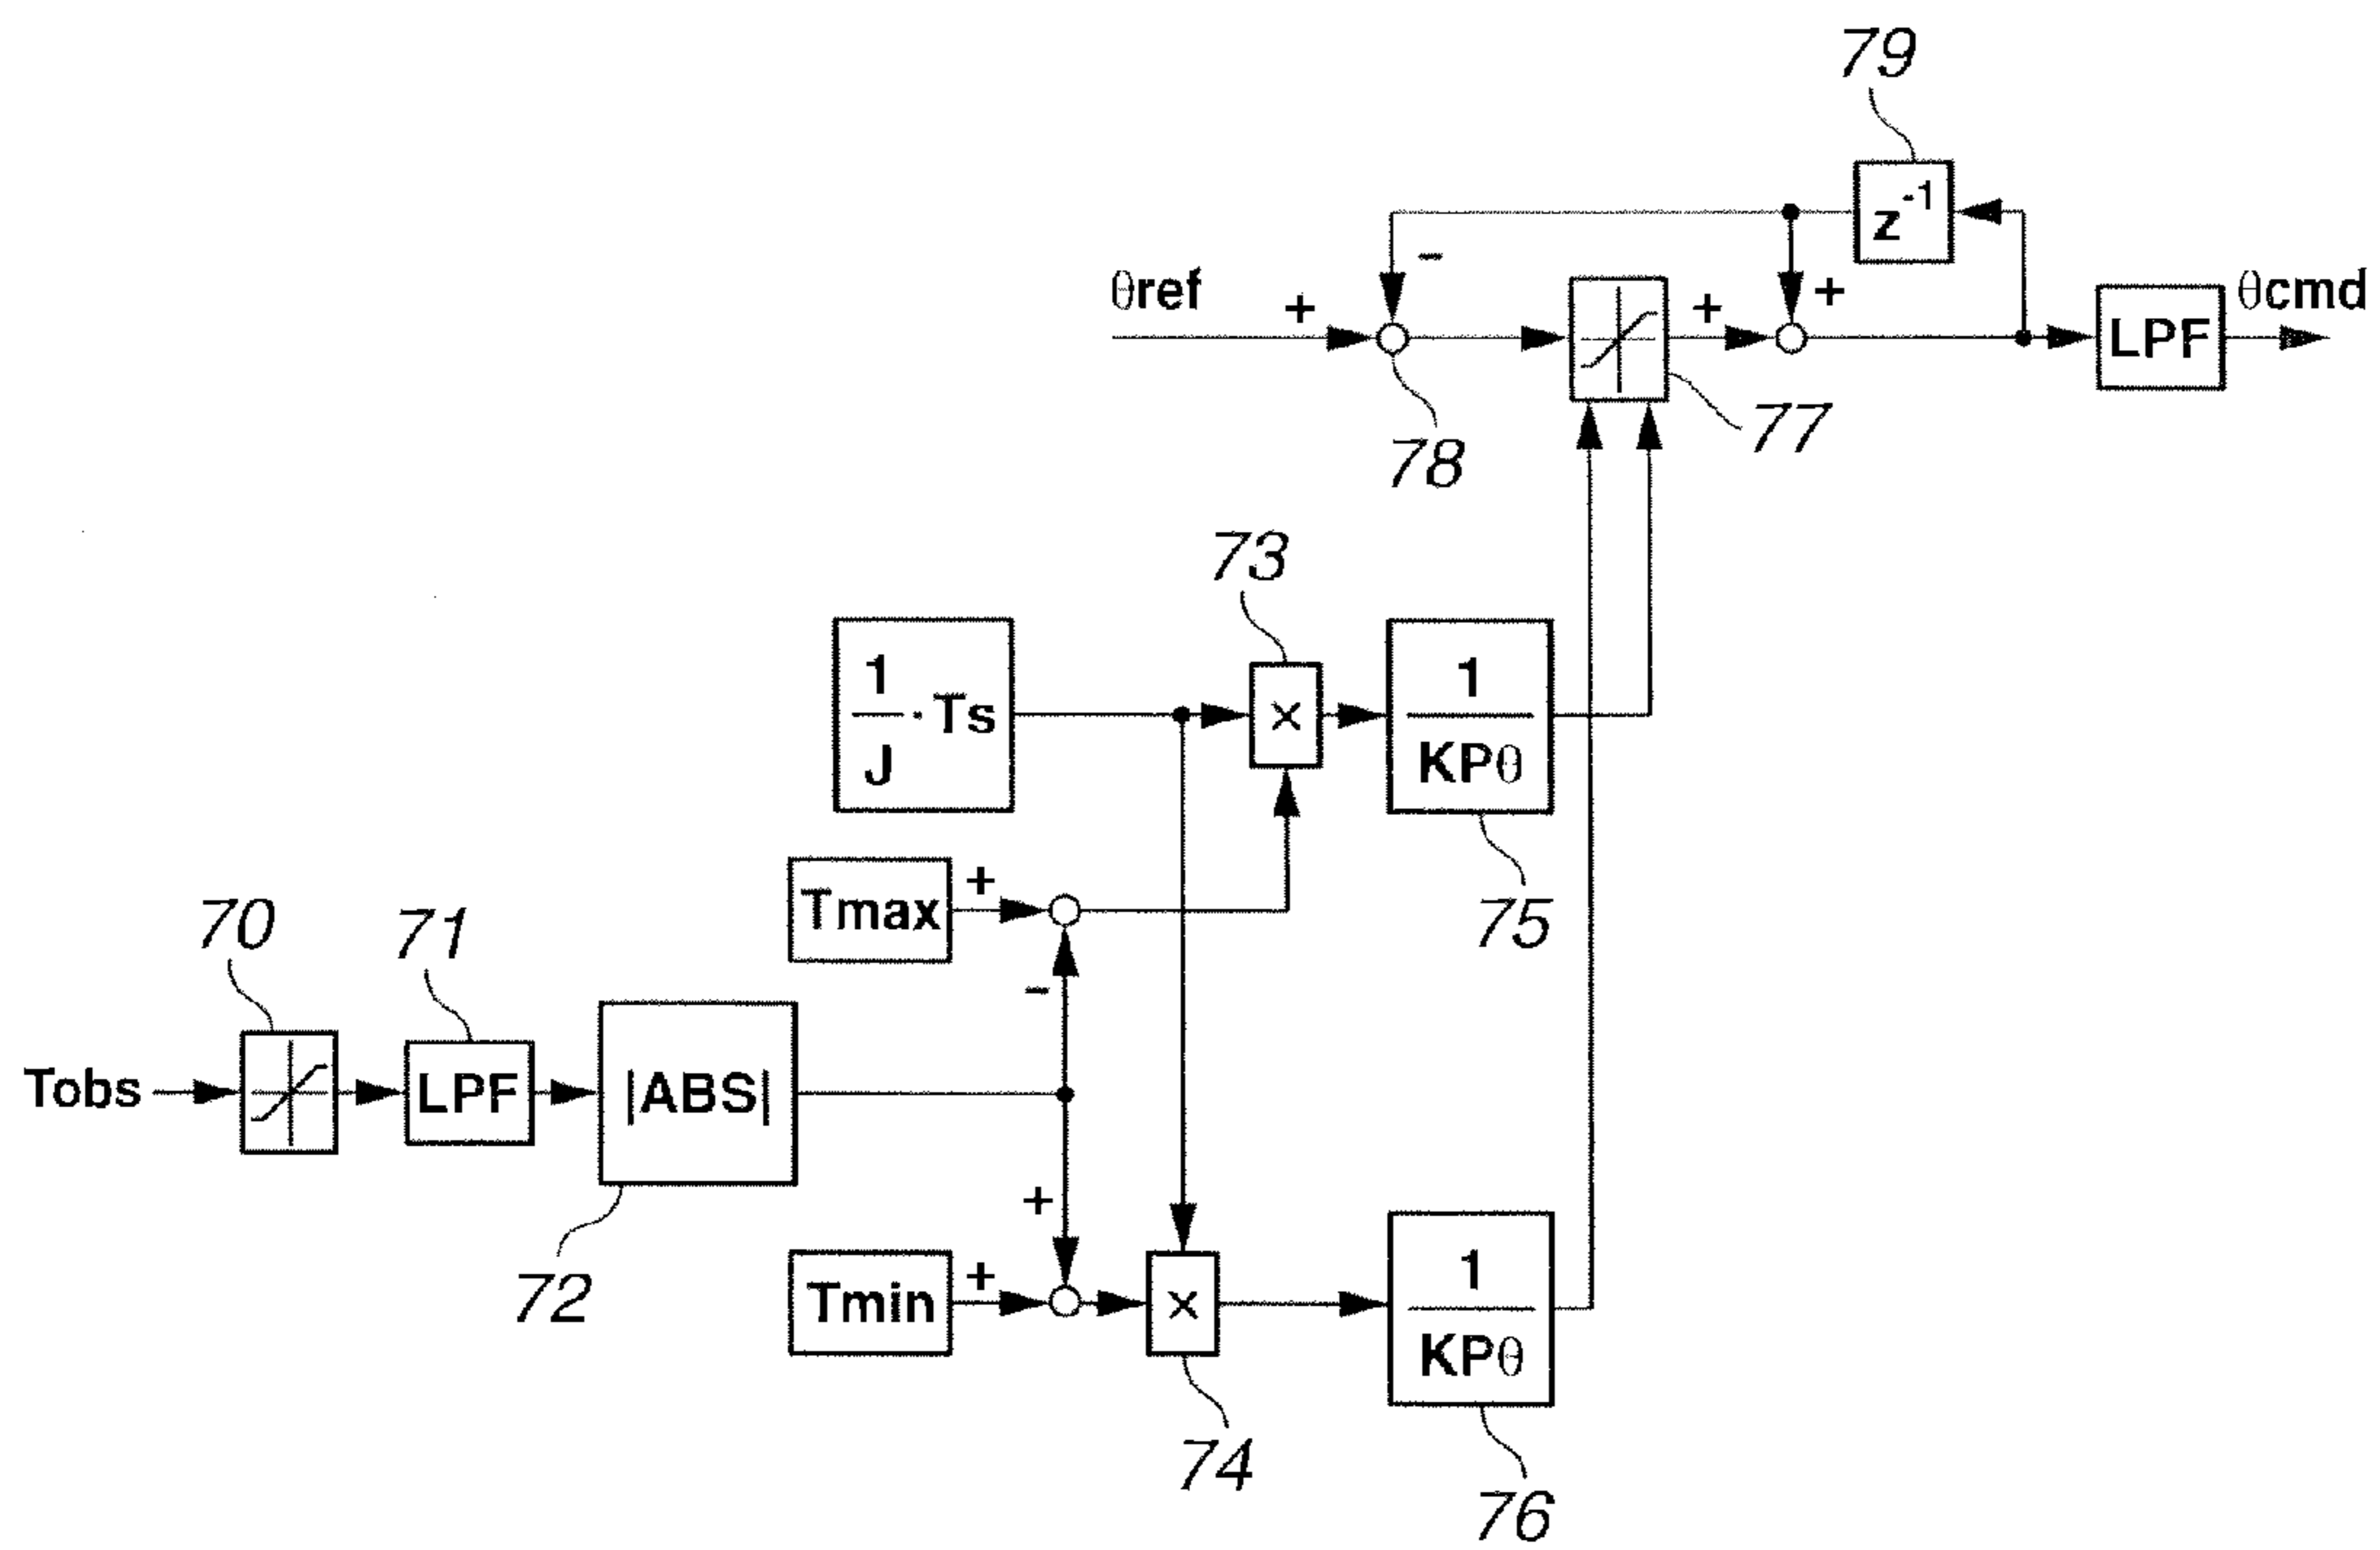 79
z⁻¹
θref
+
-
+
+
θcmd
LPF
77
78
73
1
J
· Ts
×
1
KPθ
75
Tmax
+
-
70
71
Tobs
LPF
|ABS|
72
+
Tmin
+
×
74
1
KPθ
76